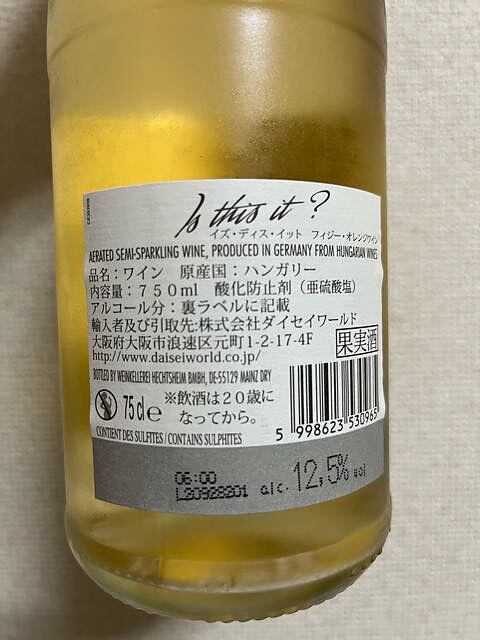 Is this it?
イズ・ディス・イット フィジー・オレンジワイン
AERATED SEMI-SPARKLING WINE, PRODUCED IN GERMANY FROM HUNGARIAN WINES
品名：ワイン 原産国：ハンガリー
内容量：750ml 酸化防止剤（亜硫酸塩）
アルコール分：裏ラベルに記載
輸入者及び引取先:株式会社ダイセイワールド
大阪府大阪市浪速区元町1-2-17-4F
http://www.daiseiworld.co.jp/
果実酒
BOTTLED BY WEINKELLEREI HECHTSHEIM GMBH, DE-55129 MAINZ DRY
75 cl e
※飲酒は20歳に
なってから。
CONTIENT DES SULFITES / CONTAINS SULPHITES
5 998623 530965
06:00
L20928201
alc. 12,5% vol